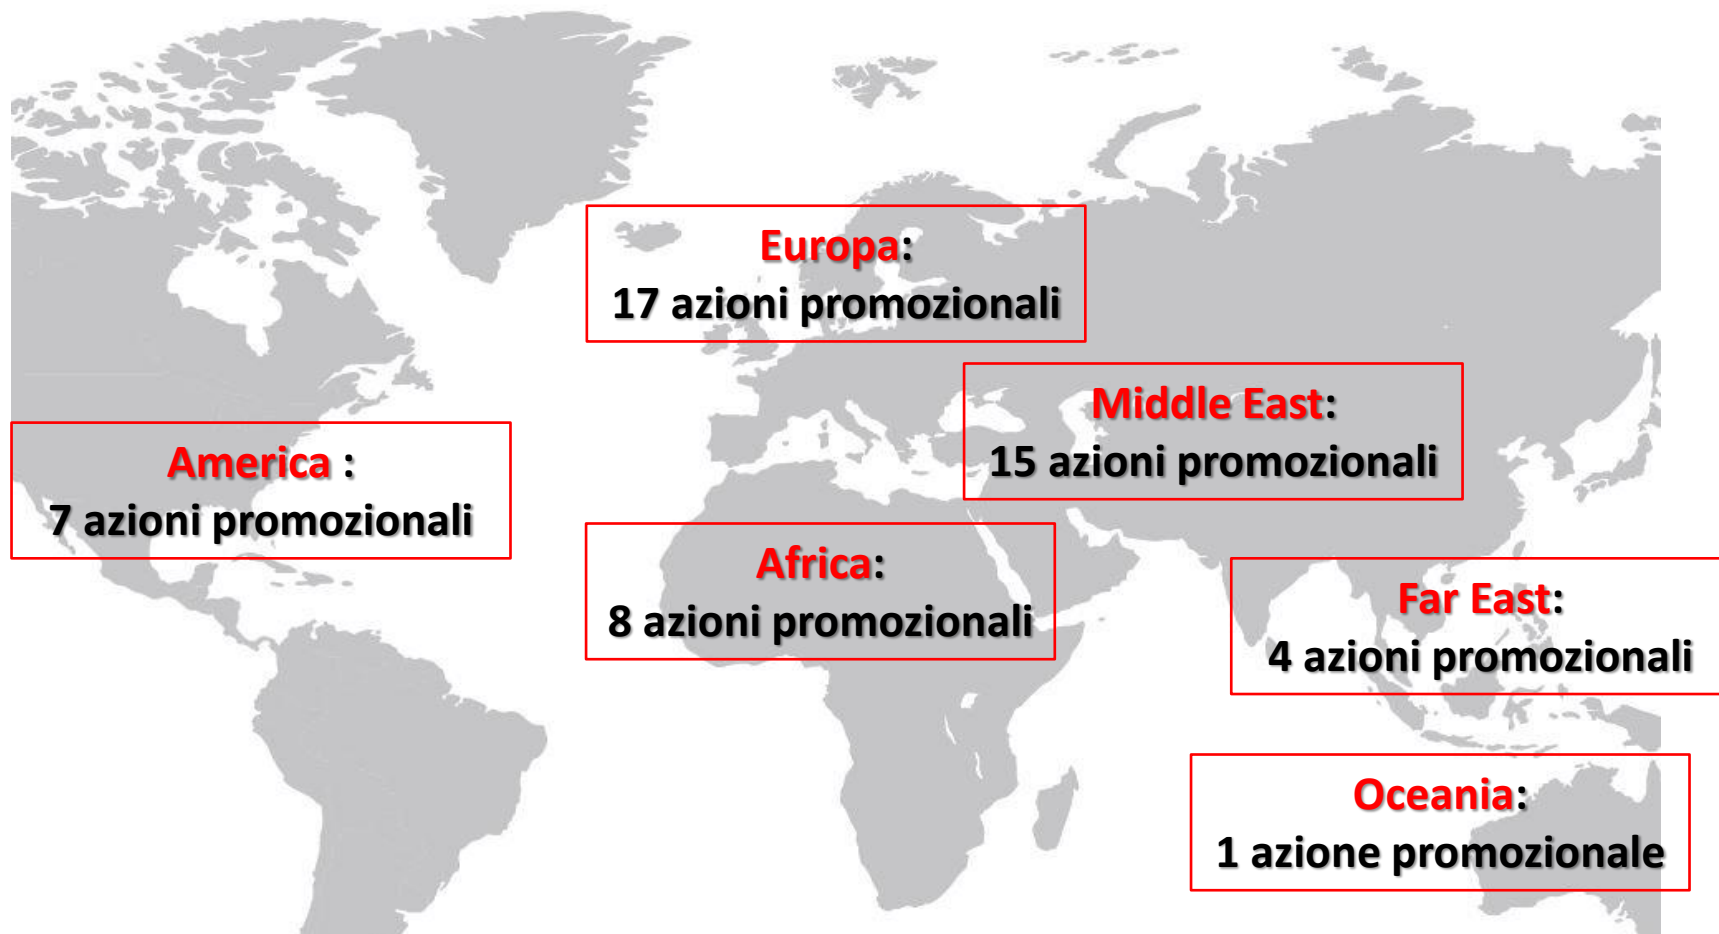 Europa:
17 azioni promozionali
Middle East:
15 azioni promozionali
America :
7 azioni promozionali
Africa:
8 azioni promozionali
Far East:
4 azioni promozionali
Oceania:
1 azione promozionale